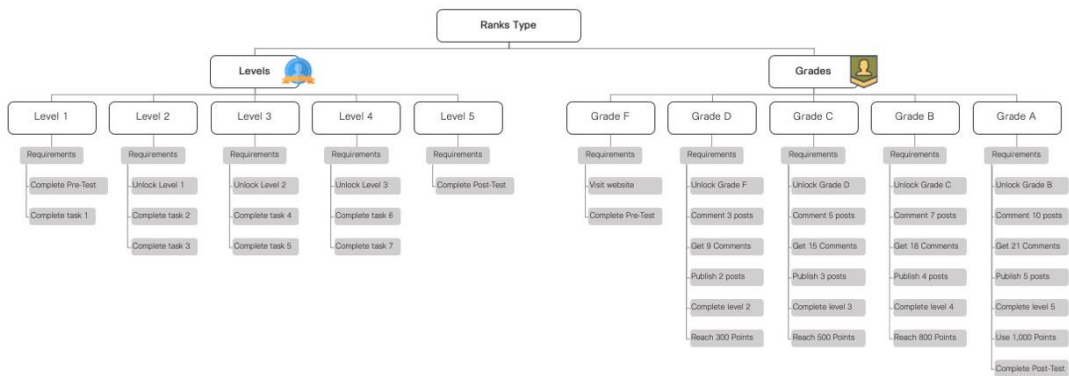 Ranks Type
Levels
Grades
Level 1
Level 2
Level 3
Level 4
Level 5
Grade F
Grade D
Grade C
Grade B
Grade A
Requirements
Complete Pre-Test
Complete task 1
Requirements
Unlock Level 1
Complete task 2
Complete task 3
Requirements
Unlock Level 2
Complete task 4
Complete task 5
Requirements
Unlock Level 3
Complete task 6
Complete task 7
Requirements
Complete Post-Test
Requirements
Visit website
Complete Pre-Test
Requirements
Unlock Grade F
Comment 3 posts
Get 9 Comments
Publish 2 posts
Complete level 2
Reach 300 Points
Requirements
Unlock Grade D
Comment 5 posts
Get 15 Comments
Publish 3 posts
Complete level 3
Reach 500 Points
Requirements
Unlock Grade C
Comment 7 posts
Get 18 Comments
Publish 4 posts
Complete level 4
Reach 800 Points
Requirements
Unlock Grade B
Comment 10 posts
Get 21 Comments
Publish 5 posts
Complete level 5
Use 1,000 Points
Complete Post-Test